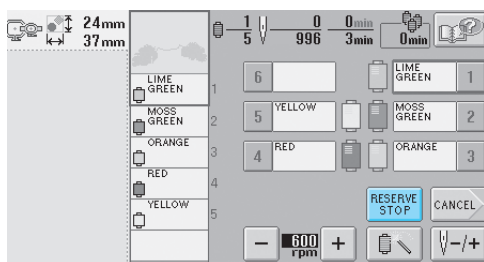 24mm
37mm
1
5
0
996
0min
3min
0min
LIME
GREEN
1
MOSS
GREEN
2
ORANGE
3
RED
4
YELLOW
5
6
LIME
GREEN
1
5
YELLOW
MOSS
GREEN
2
4
RED
ORANGE
3
RESERVE
STOP
CANCEL
−
600
rpm
+
−/+